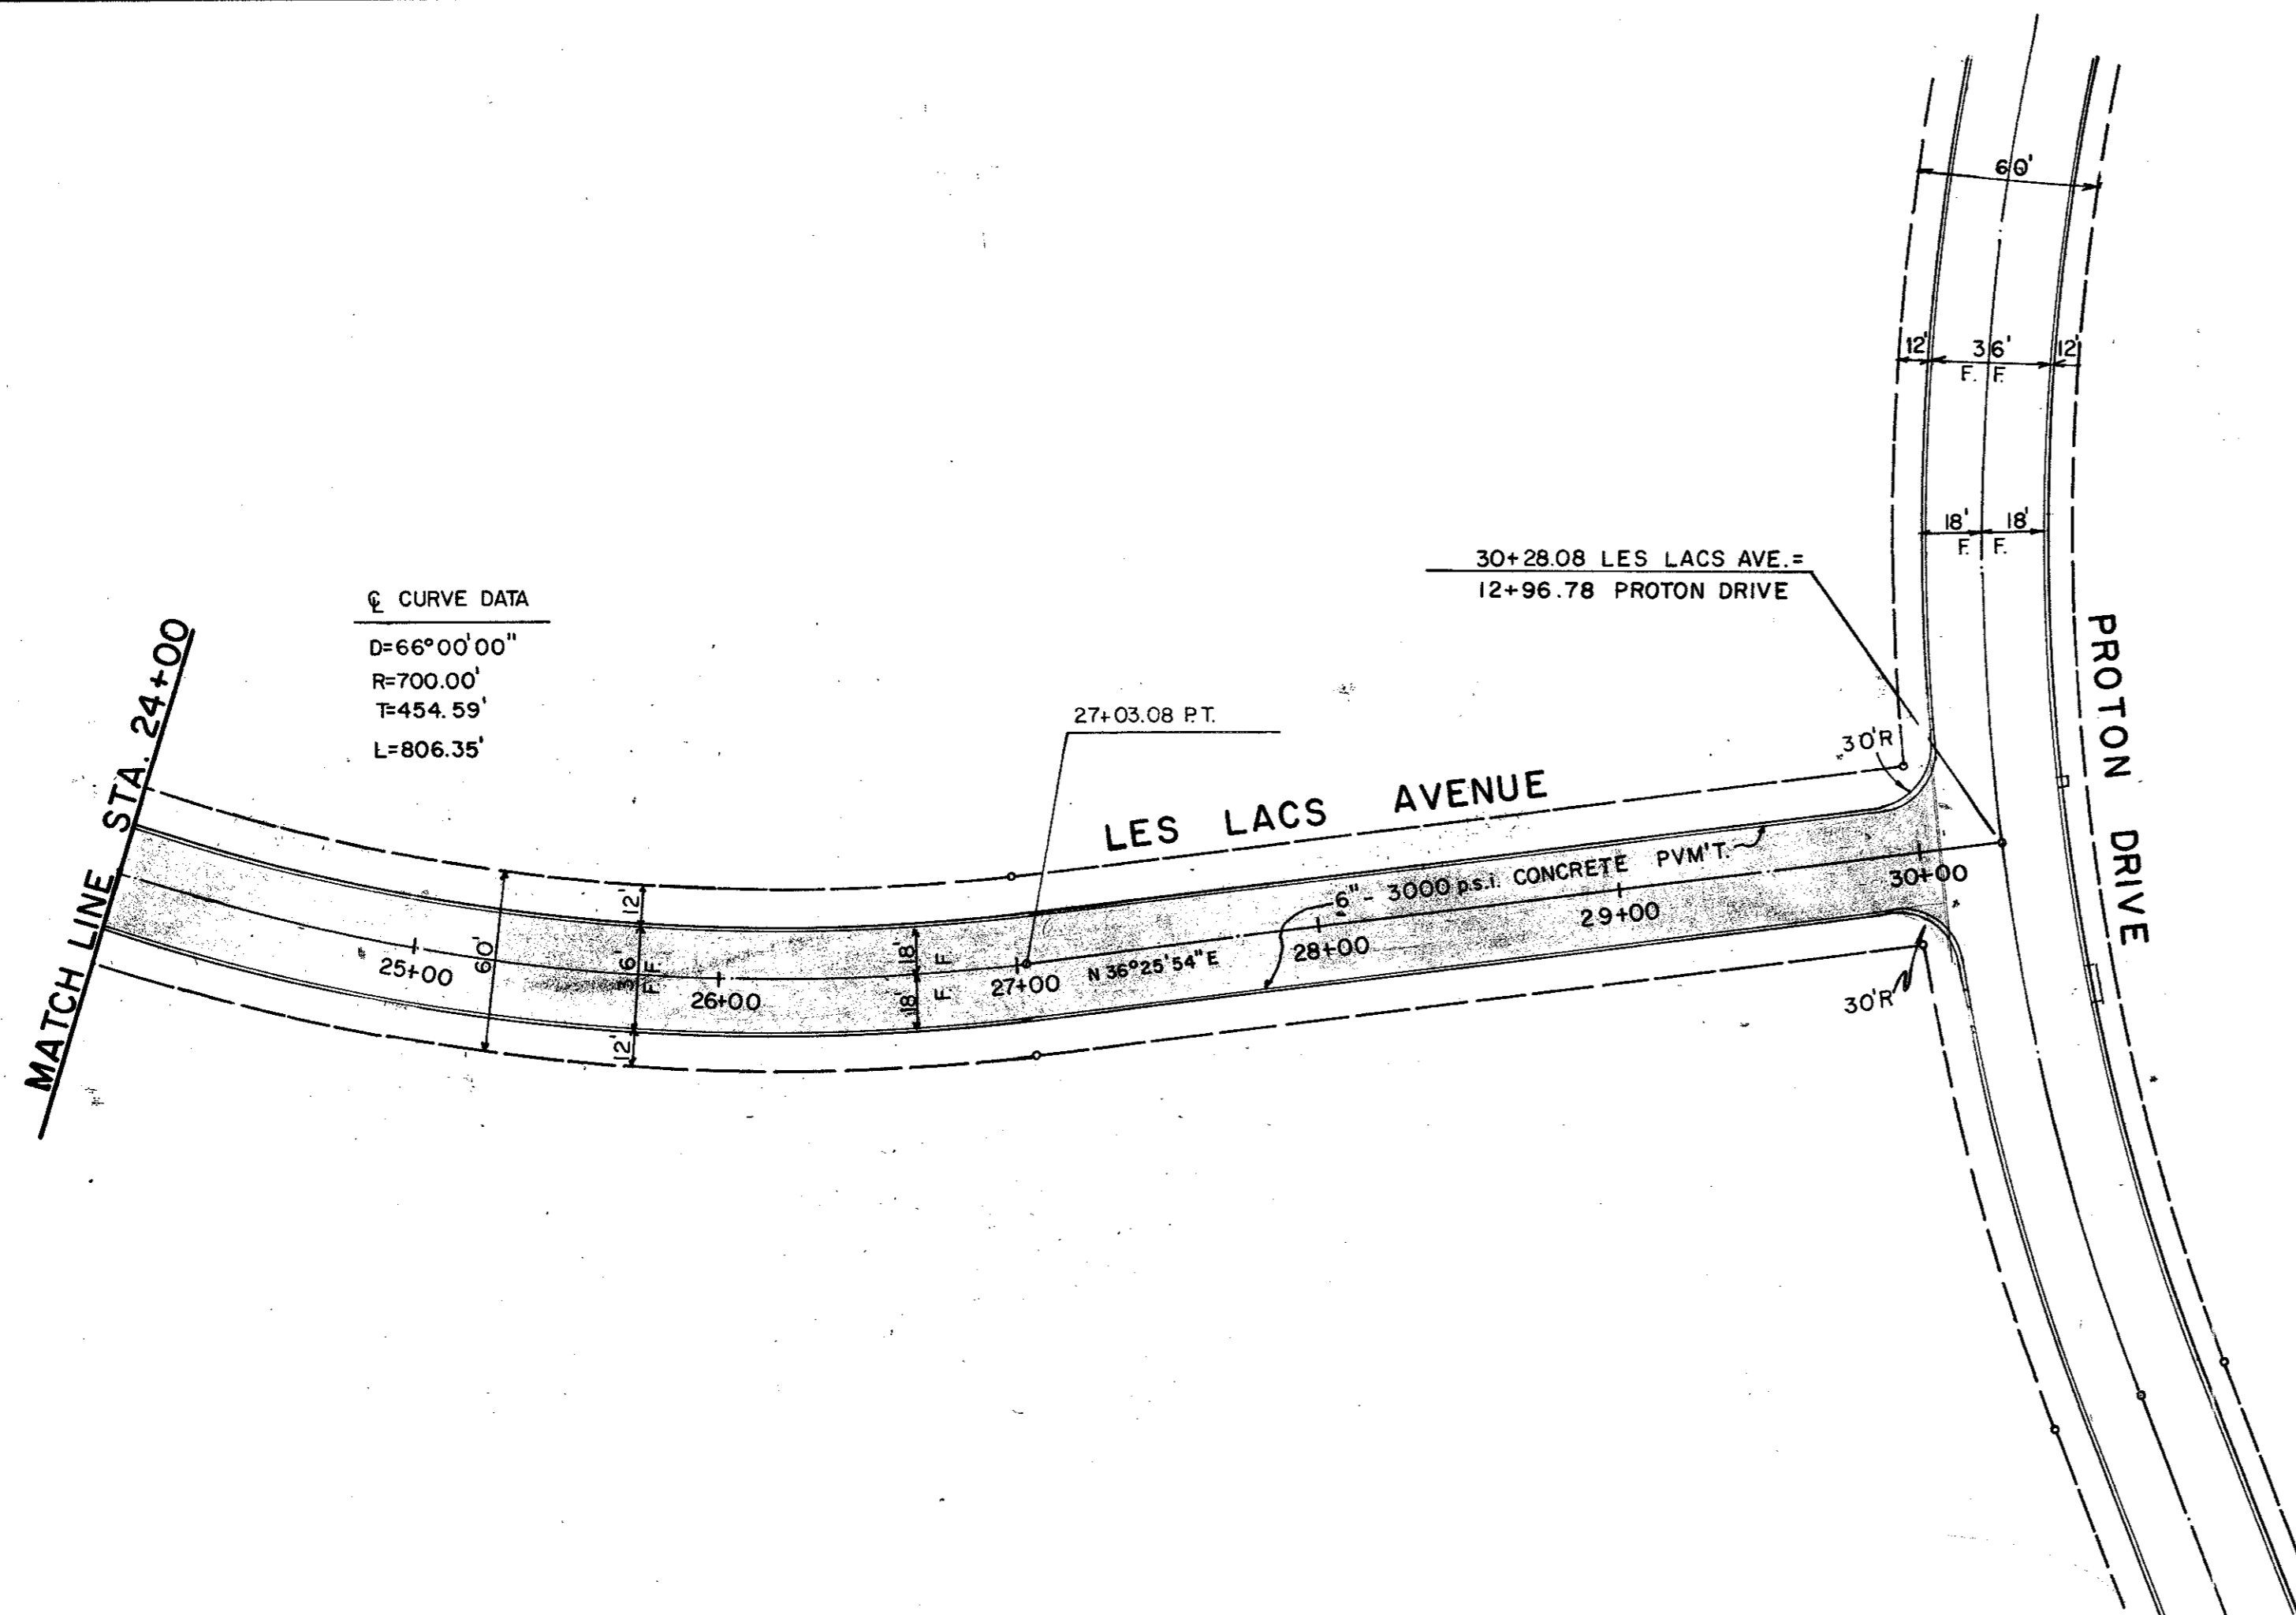 60'
12' 36' 12'
F. F.
18' 18'
F. F.
30+28.08 LES LACS AVE.=
12+96.78 PROTON DRIVE
℄ CURVE DATA
D=66°00'00"
R=700.00'
T=454.59'
L=806.35'
27+03.08 P.T.
MATCH LINE STA. 24+00
LES LACS AVENUE
PROTON DRIVE
30'R
6" - 3000 p.s.i. CONCRETE PVM'T.
25+00
60'
12'
36'
F. F.
12'
26+00
18'
F.
18'
F.
27+00
N 36°25'54" E
28+00
29+00
30+00
30'R